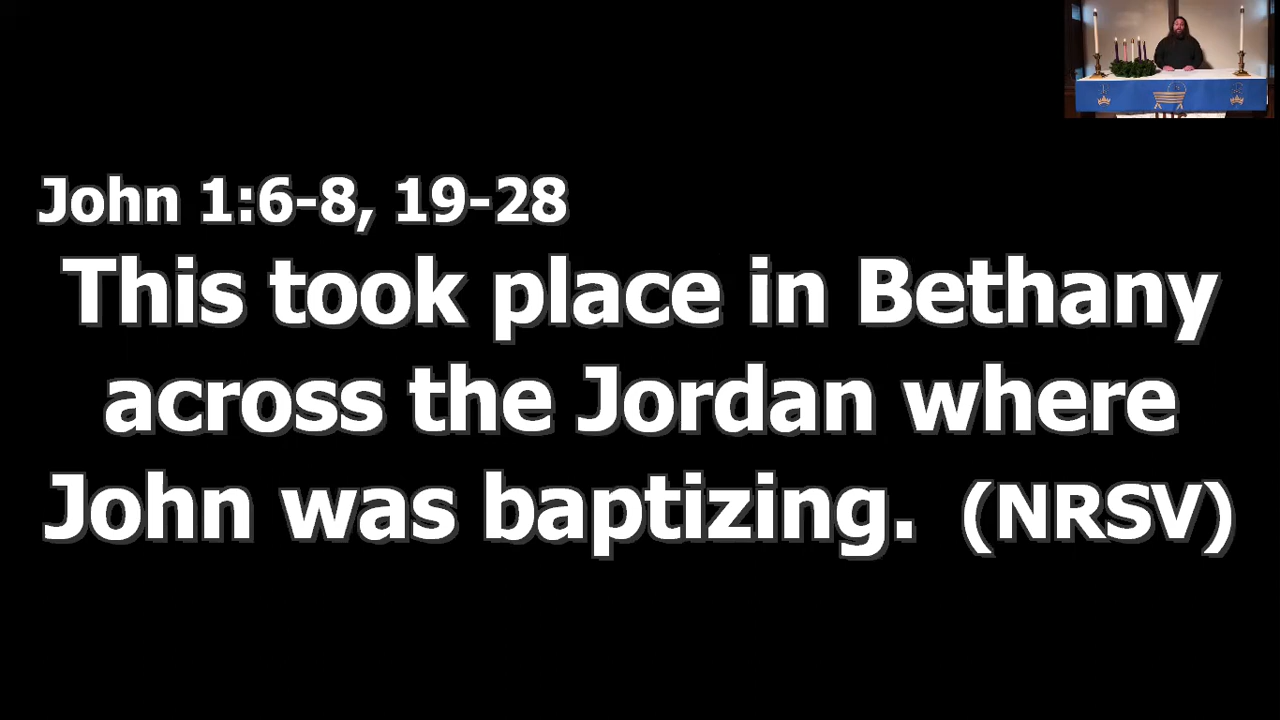 John 1:6-8, 19-28
This took place in Bethany
across the Jordan where
John was baptizing. (NRSV)